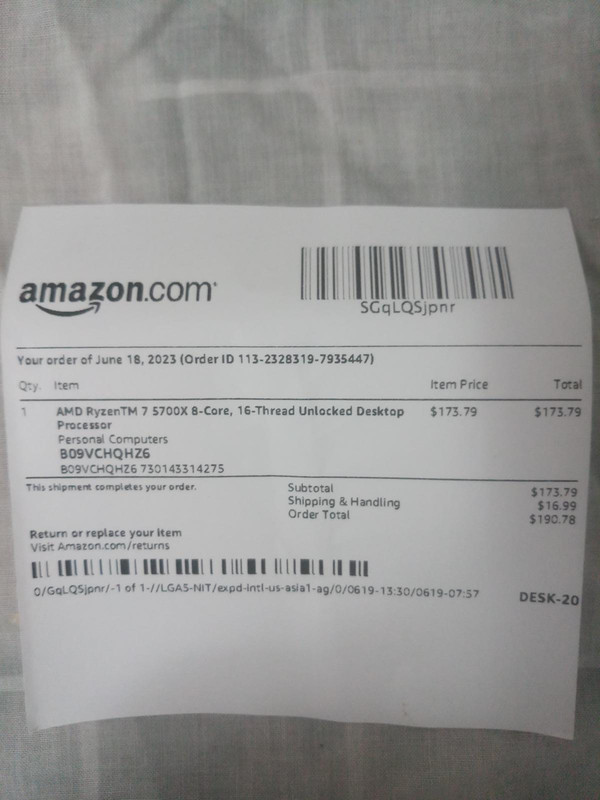 amazon.com
SGqLQSjpnr
Your order of June 18, 2023 (Order ID 113-2328319-7935447)
Qty. Item Item Price Total
1 AMD RyzenTM 7 5700X 8-Core, 16-Thread Unlocked Desktop $173.79 $173.79
Processor
Personal Computers
B09VCHQHZ6
B09VCHQHZ6 730143314275
This shipment completes your order.
Subtotal $173.79
Shipping & Handling $16.99
Order Total $190.78
Return or replace your item
Visit Amazon.com/returns
0/GqLQSjpnr/-1 of 1-//LGA5-NIT/expd-intl-us-asia1-ag/0/0619-13:30/0619-07:57 DESK-20